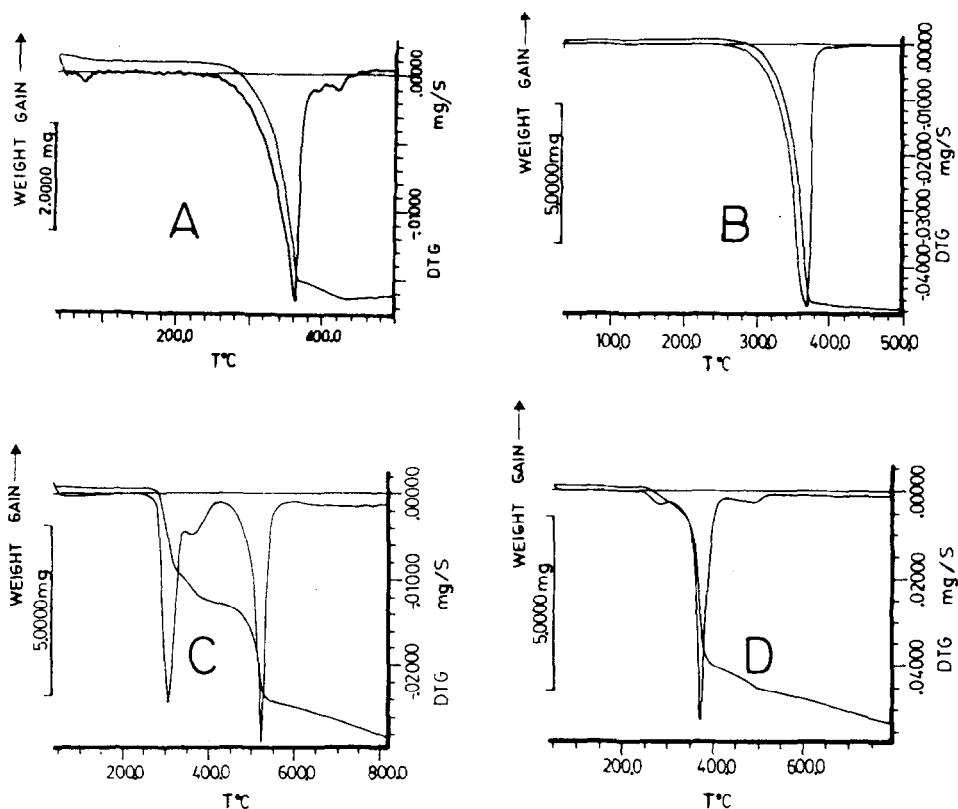 WEIGHT GAIN →
2.0000 mg
A
.00000
-.01000
mg/S
DTG
200.0 400.0
T°C
WEIGHT GAIN →
5.0000mg
B
.00000
-.01000
-.02000
-.03000
-.04000
mg/S
DTG
100.0 200.0 300.0 400.0 500.0
T°C
WEIGHT GAIN →
5.0000mg
C
.00000
-.01000
-.02000
mg/S
DTG
200.0 400.0 600.0 800.0
T°C
WEIGHT GAIN →
5.0000mg
D
.00000
.02000
.04000
mg/S
DTG
200.0 400.0 600.0
T°C